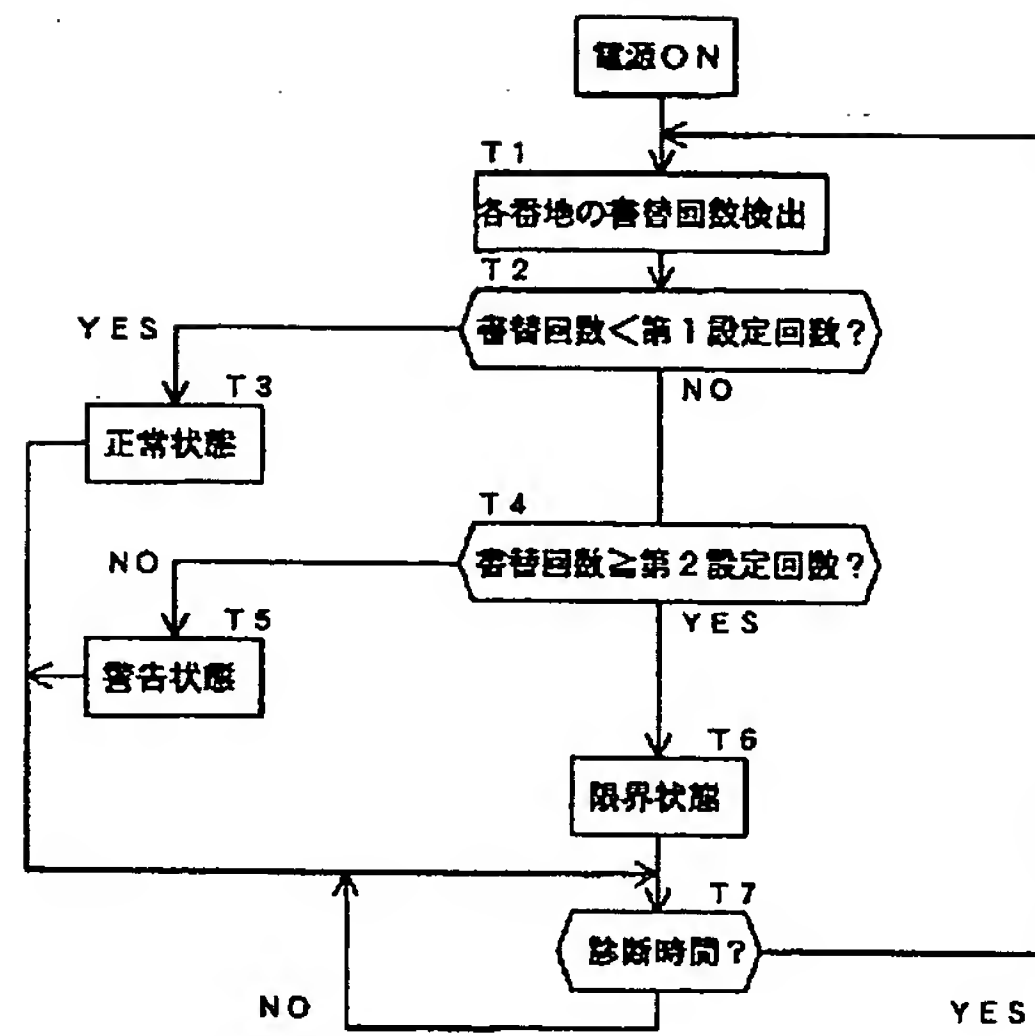 電源ON
T1
各番地の書替回数検出
T2
書替回数<第1設定回数?
YES
NO
T3
正常状態
T4
書替回数≧第2設定回数?
NO
YES
T5
警告状態
T6
限界状態
T7
診断時間?
NO
YES